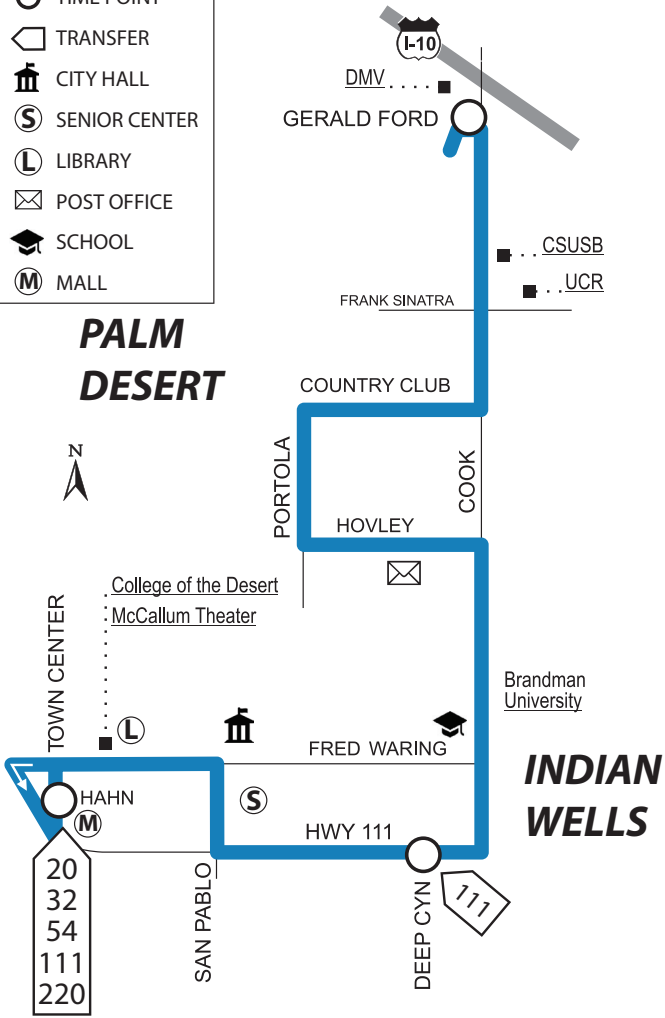 TIME POINT
TRANSFER
CITY HALL
S SENIOR CENTER
L LIBRARY
POST OFFICE
SCHOOL
M MALL
I-10
DMV
GERALD FORD
CSUSB
UCR
FRANK SINATRA
PALM
DESERT
COUNTRY CLUB
N
PORTOLA
COOK
HOVLEY
College of the Desert
McCallum Theater
TOWN CENTER
Brandman
University
L
FRED WARING
INDIAN
WELLS
HAHN
M
S
HWY 111
SAN PABLO
DEEP CYN
111
20
32
54
111
220